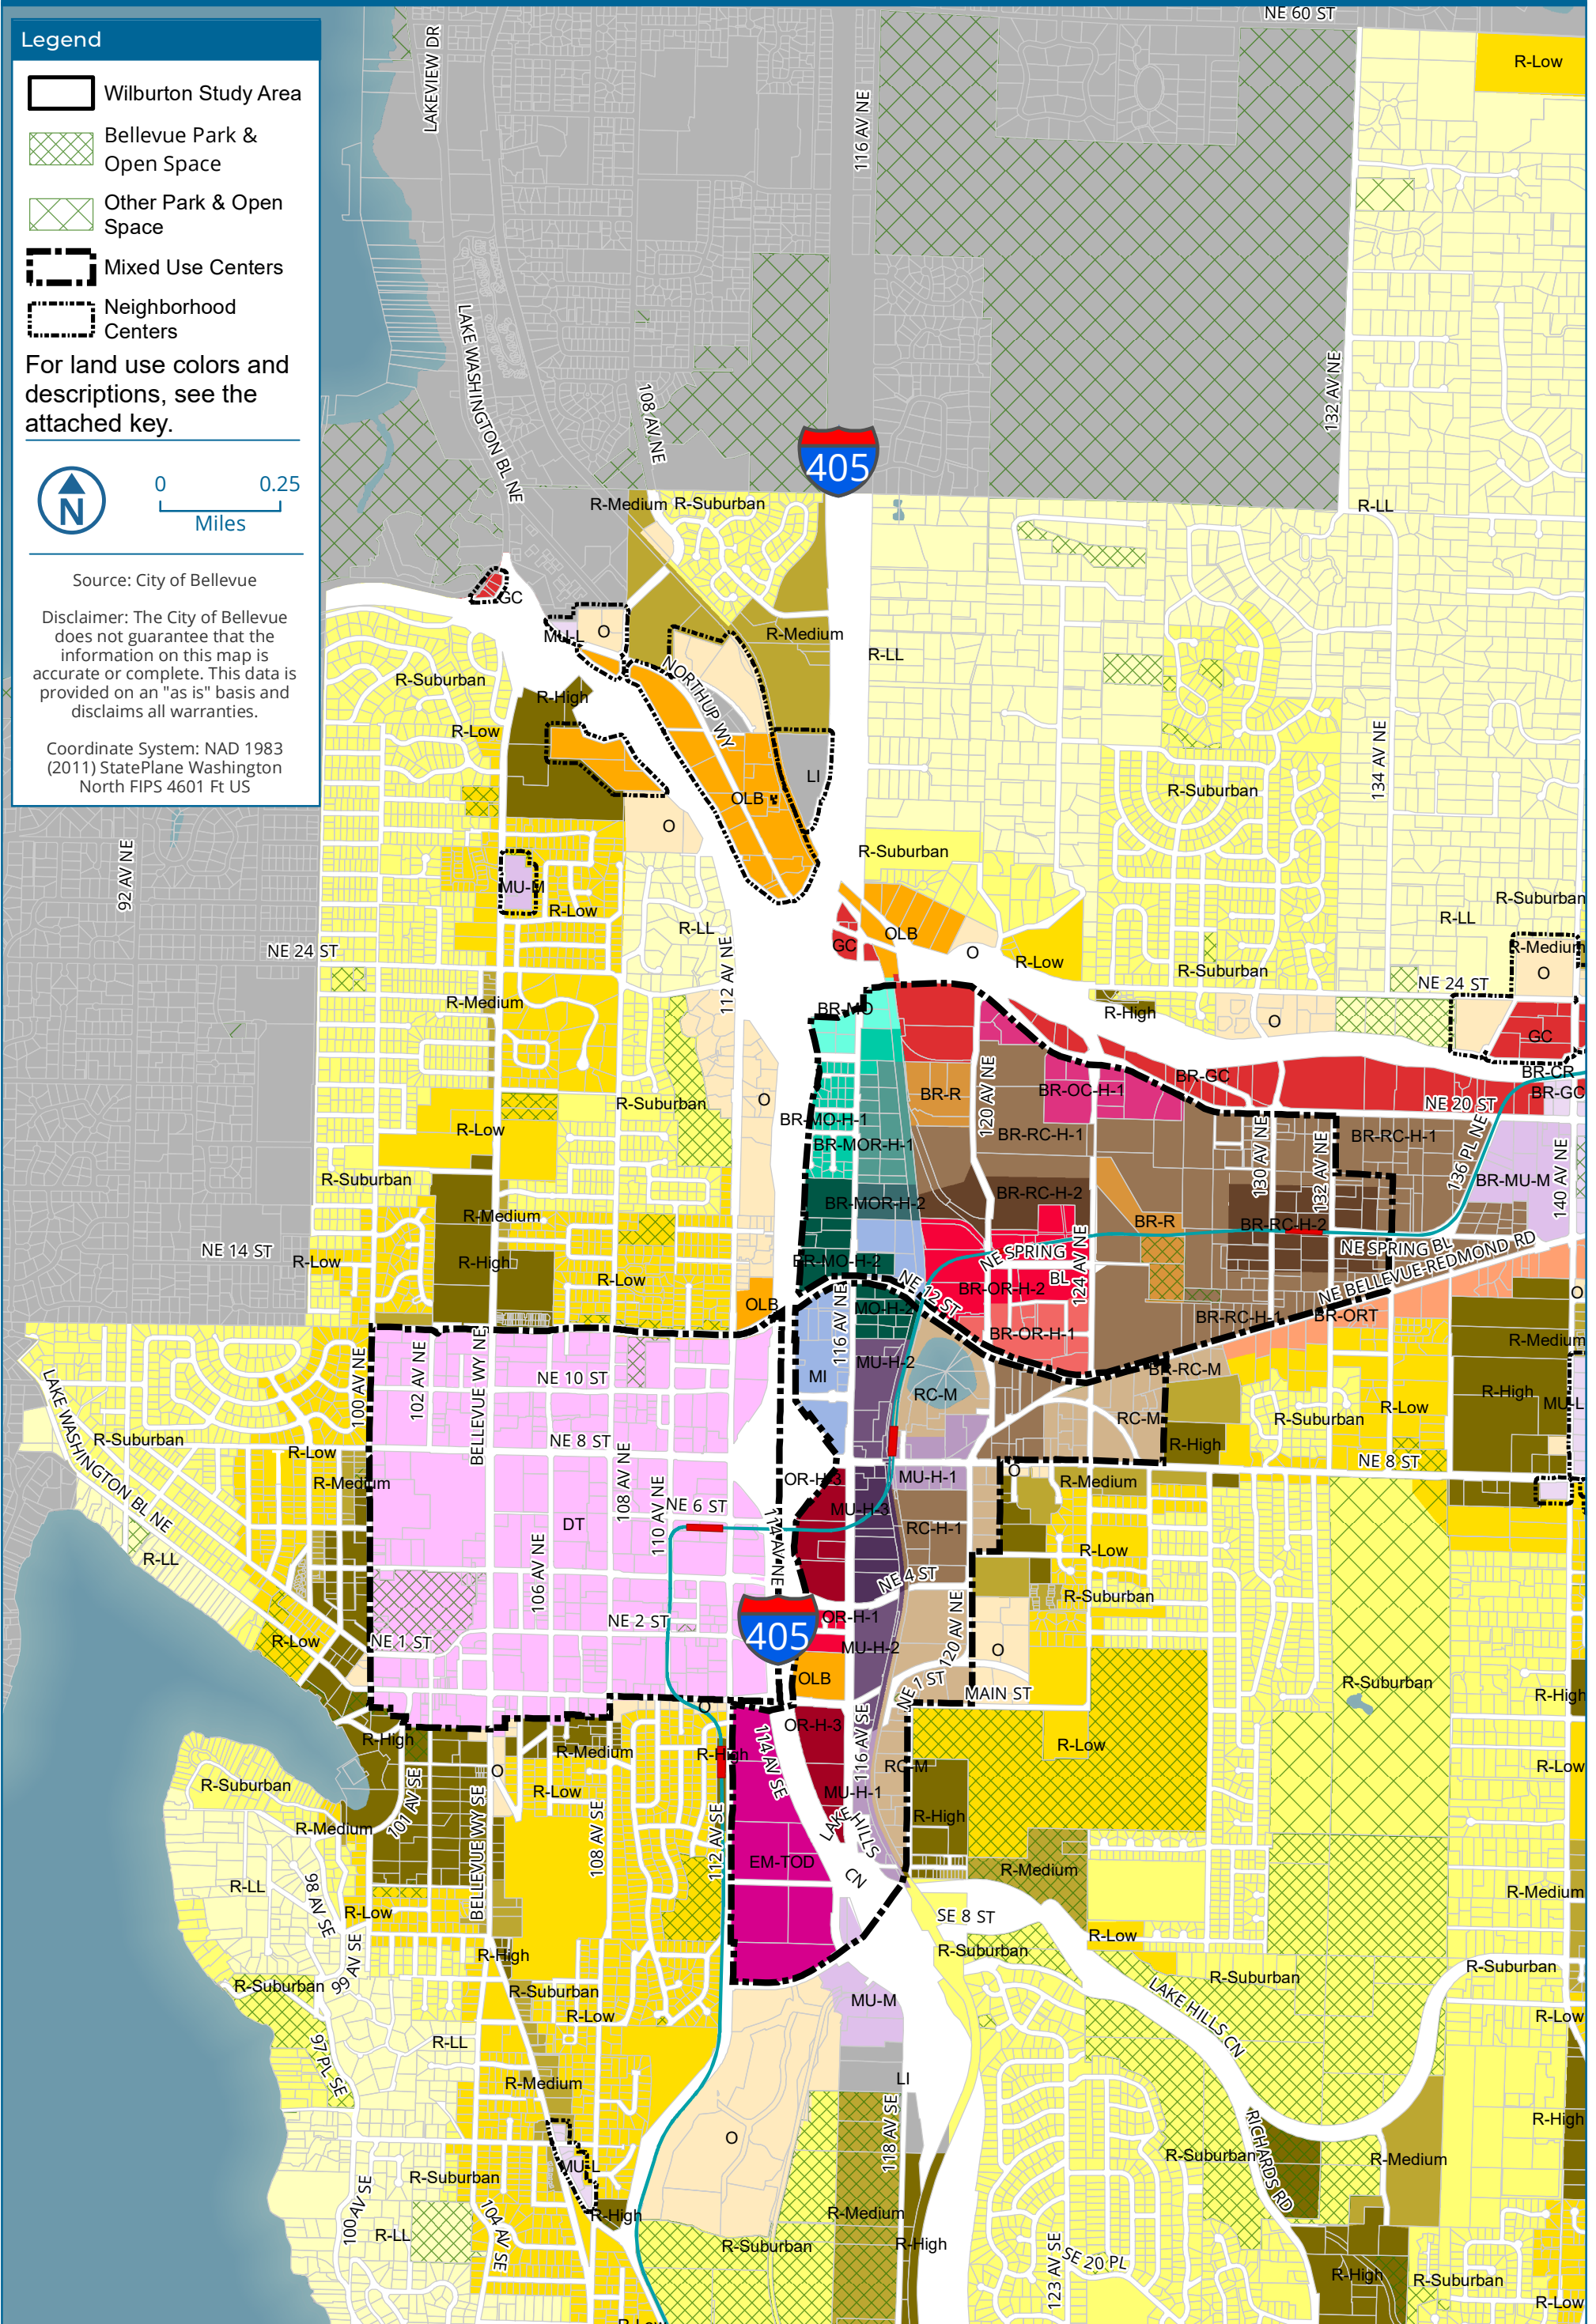 Legend
Wilburton Study Area
Bellevue Park &
Open Space
Other Park & Open
Space
Mixed Use Centers
Neighborhood
Centers
For land use colors and
descriptions, see the
attached key.
N
0 0.25
Miles
Source: City of Bellevue
Disclaimer: The City of Bellevue
does not guarantee that the
information on this map is
accurate or complete. This data is
provided on an "as is" basis and
disclaims all warranties.
Coordinate System: NAD 1983
(2011) StatePlane Washington
North FIPS 4601 Ft US
NE 60 ST
LAKEVIEW DR
116 AV NE
R-Low
LAKE WASHINGTON BL NE
108 AV NE
132 AV NE
405
R-Medium
R-Suburban
R-LL
GC
MU-L
O
R-Medium
R-LL
R-Suburban
NORTHUP WY
R-High
R-Low
134 AV NE
LI
OLB
R-Suburban
O
R-Suburban
92 AV NE
MU-M
R-Low
R-LL
R-Suburban
R-LL
OLB
GC
O
R-Low
R-Suburban
R-Medium
O
NE 24 ST
112 AV NE
NE 24 ST
R-Medium
BR-MO
R-High
O
GC
BR-CR
BR-GC
BR-GC
BR-R
120 AV NE
BR-OC-H-1
NE 20 ST
O
R-Suburban
R-Low
BR-MO-H-1
BR-MOR-H-1
BR-RC-H-1
130 AV NE
132 AV NE
BR-RC-H-1
136 PL NE
140 AV NE
R-Suburban
BR-MU-M
BR-MOR-H-2
BR-RC-H-2
R-Medium
BR-R
BR-RC-H-2
NE 14 ST
R-Low
R-High
R-Low
BR-MO-H-2
NE SPRING
BL
124 AV NE
NE SPRING BL
NE BELLEVUE-REDMOND RD
NE 12 ST
BR-OR-H-2
O
OLB
116 AV NE
MO-H-2
BR-OR-H-1
BR-RC-H-1
BR-ORT
R-Medium
100 AV NE
102 AV NE
BELLEVUE WY NE
NE 10 ST
MI
MU-H-2
RC-M
BR-RC-M
R-High
MU-L
LAKE WASHINGTON BL NE
R-Suburban
R-Low
NE 8 ST
108 AV NE
RC-M
R-Suburban
R-Low
R-High
NE 8 ST
R-Medium
110 AV NE
OR-H-3
MU-H-1
O
R-Medium
NE 6 ST
114 AV NE
MU-H-3
RC-H-1
DT
R-LL
106 AV NE
R-Low
NE 4 ST
R-Suburban
NE 2 ST
405
OR-H-1
120 AV NE
R-Low
NE 1 ST
MU-H-2
O
OLB
NE 1 ST
R-Suburban
MAIN ST
R-High
O
OR-H-3
116 AV SE
R-High
R-Medium
R-High
114 AV SE
R-Low
R-Suburban
O
R-Low
RC-M
R-Low
MU-H-1
101 AV SE
BELLEVUE WY SE
108 AV SE
112 AV SE
R-Medium
LAKE HILLS
CN
R-High
EM-TOD
R-Medium
R-LL
98 AV SE
R-Low
R-Medium
SE 8 ST
R-Low
99 AV SE
R-High
R-Suburban
R-Suburban
R-Suburban
R-Suburban
R-Suburban
R-Low
MU-M
LAKE HILLS CN
R-Low
R-LL
97 PL SE
R-Medium
LI
118 AV SE
RICHARDS RD
R-High
O
MU-L
R-Suburban
R-Suburban
R-Medium
100 AV SE
104 AV SE
R-High
R-Medium
R-LL
R-Suburban
R-High
123 AV SE
SE 20 PL
R-High
R-Suburban
R-Low